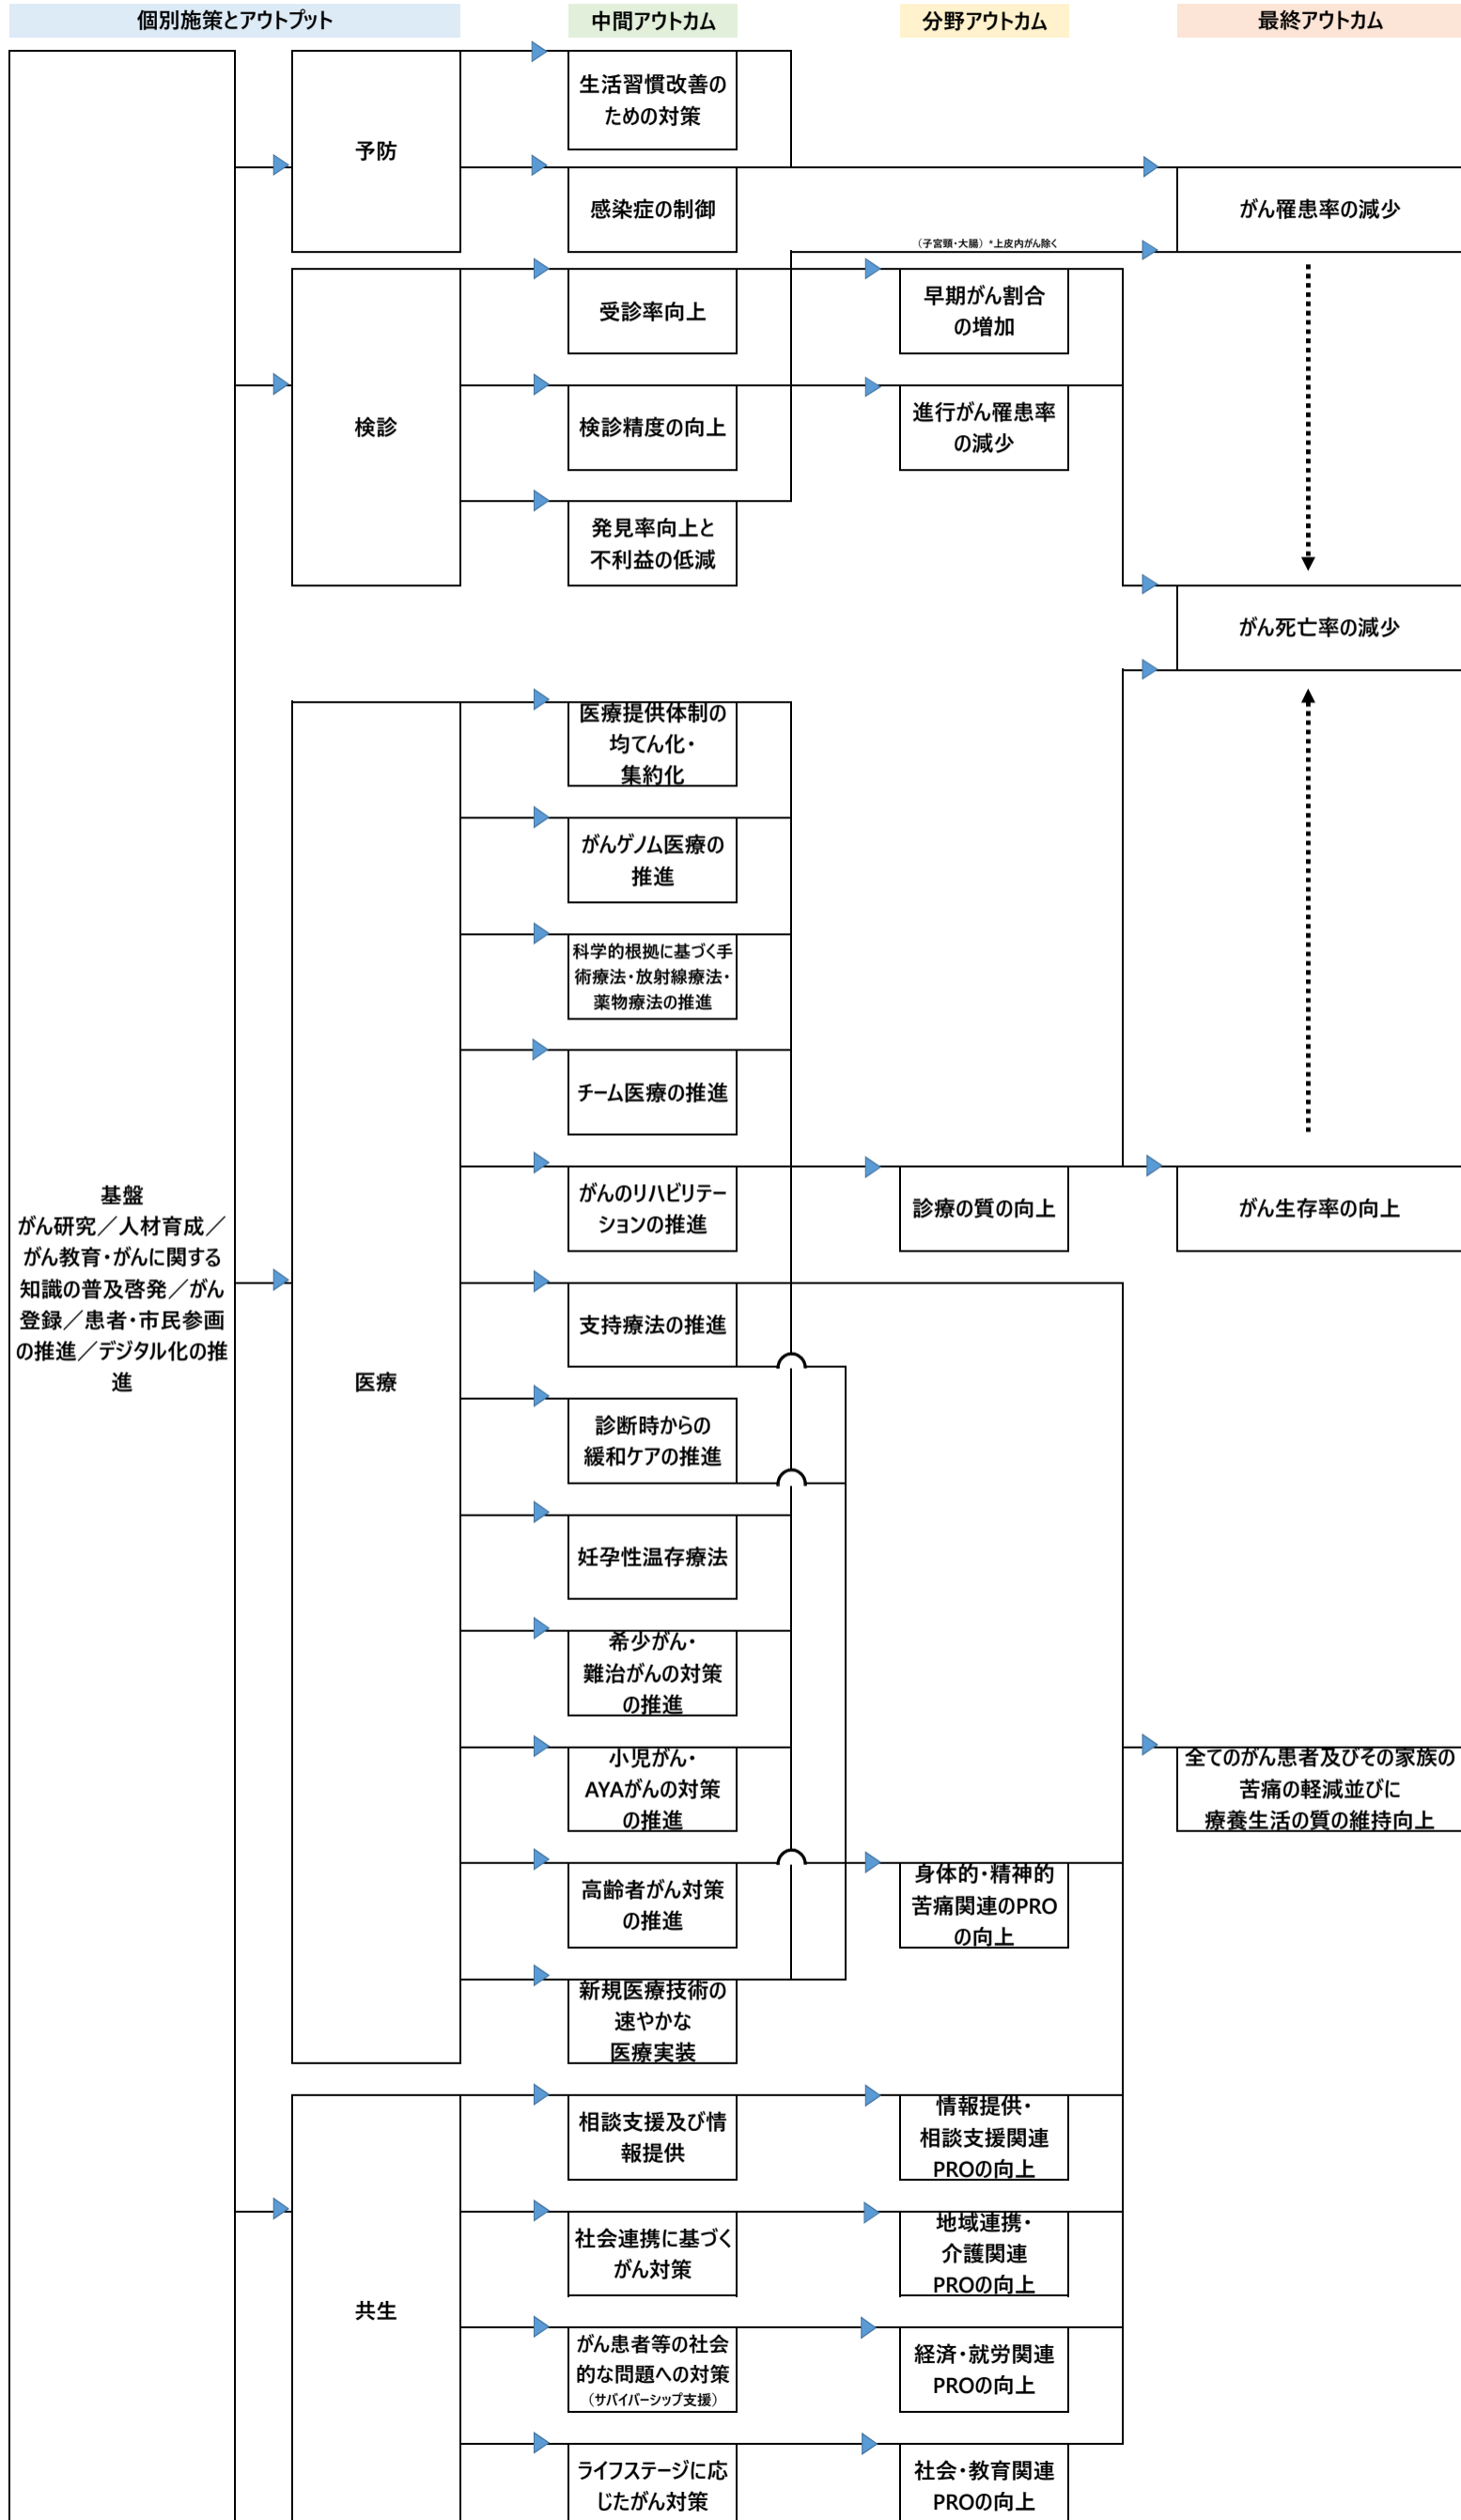 個別施策とアウトプット
中間アウトカム
分野アウトカム
最終アウトカム
基盤
がん研究／人材育成／
がん教育・がんに関する
知識の普及啓発／がん
登録／患者・市民参画
の推進／デジタル化の推
進
予防
生活習慣改善の
ための対策
感染症の制御
がん罹患率の減少
（子宮頸・大腸）*上皮内がん除く
検診
受診率向上
早期がん割合
の増加
検診精度の向上
進行がん罹患率
の減少
発見率向上と
不利益の低減
がん死亡率の減少
医療
医療提供体制の
均てん化・
集約化
がんゲノム医療の
推進
科学的根拠に基づく手
術療法・放射線療法・
薬物療法の推進
チーム医療の推進
がんのリハビリテー
ションの推進
診療の質の向上
がん生存率の向上
支持療法の推進
診断時からの
緩和ケアの推進
妊孕性温存療法
希少がん・
難治がんの対策
の推進
小児がん・
AYAがんの対策
の推進
全てのがん患者及びその家族の
苦痛の軽減並びに
療養生活の質の維持向上
高齢者がん対策
の推進
身体的・精神的
苦痛関連のPRO
の向上
新規医療技術の
速やかな
医療実装
共生
相談支援及び情
報提供
情報提供・
相談支援関連
PROの向上
社会連携に基づく
がん対策
地域連携・
介護関連
PROの向上
がん患者等の社会
的な問題への対策
（サバイバーシップ支援）
経済・就労関連
PROの向上
ライフステージに応
じたがん対策
社会・教育関連
PROの向上